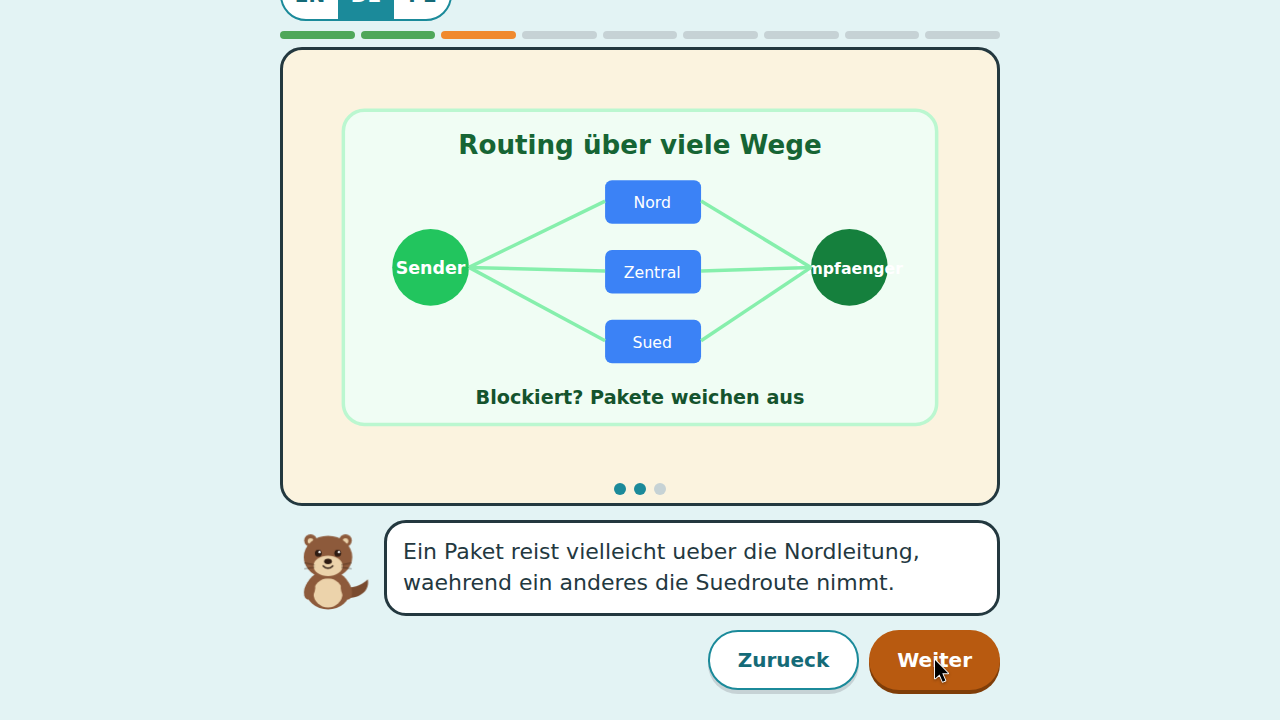 Routing über viele Wege
Nord
Sender
Zentral
Sued
Blockiert? Pakete weichen aus
Ein Paket reist vielleicht ueber die Nordleitung,
waehrend ein anderes die Suedroute nimmt.
Zurueck
Weiter